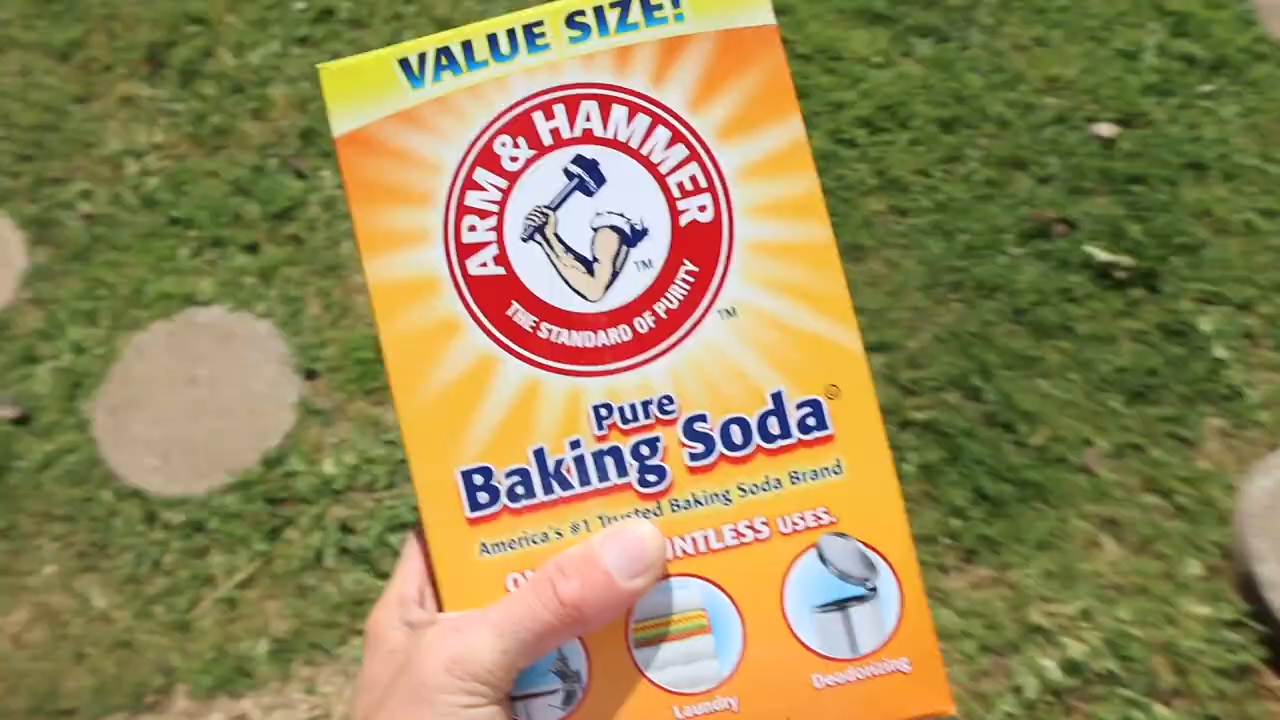 VALUE SIZE!
ARM & HAMMER
THE STANDARD OF PURITY
TM
TM
Pure
Baking Soda
America's #1 Trusted Baking Soda Brand
USES.
Laundry
Deodorizing